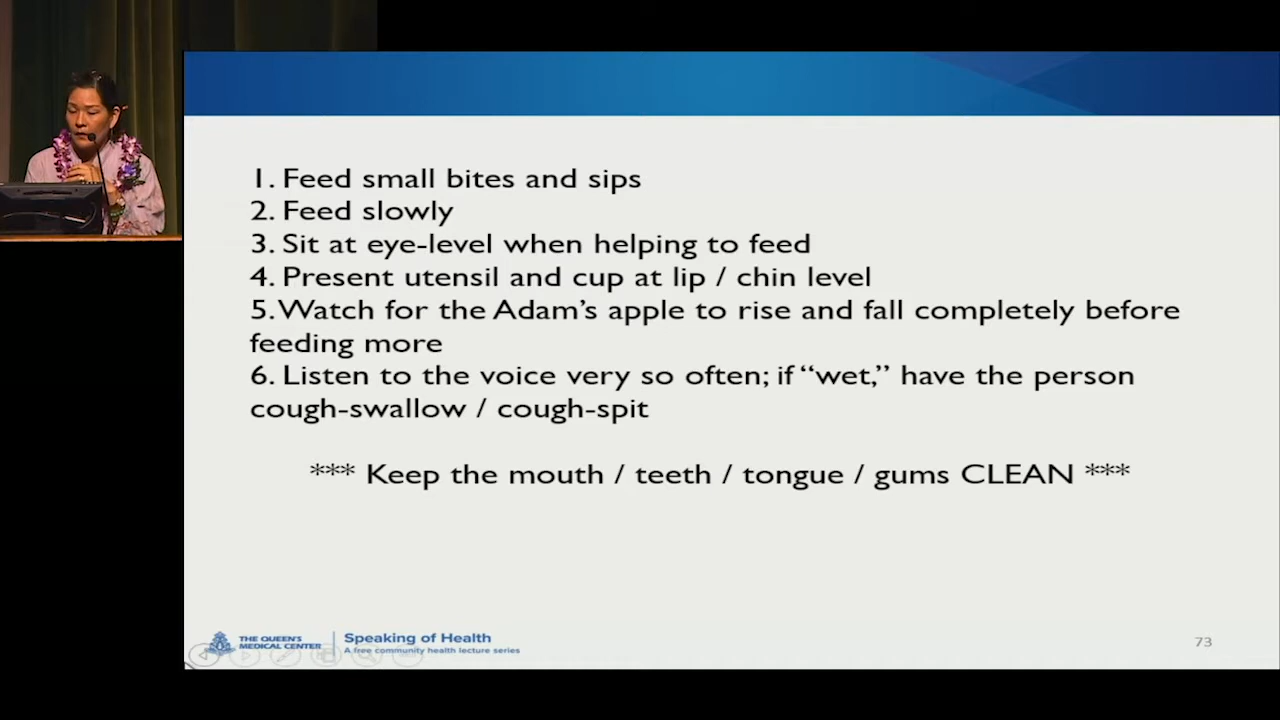 1. Feed small bites and sips
2. Feed slowly
3. Sit at eye-level when helping to feed
4. Present utensil and cup at lip / chin level
5. Watch for the Adam's apple to rise and fall completely before
feeding more
6. Listen to the voice very so often; if “wet,” have the person
cough-swallow / cough-spit
*** Keep the mouth / teeth / tongue / gums CLEAN ***
THE QUEEN'S
MEDICAL CENTER
Speaking of Health
A free community health lecture series
73